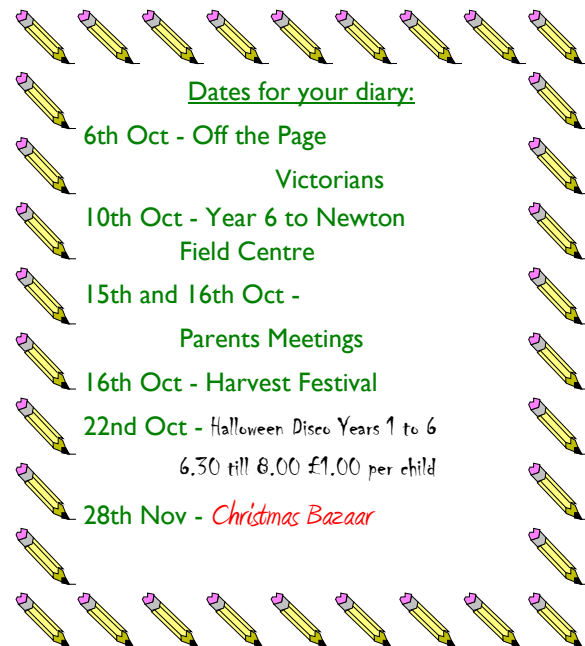 Dates for your diary:
6th Oct - Off the Page
Victorians
10th Oct - Year 6 to Newton
Field Centre
15th and 16th Oct -
Parents Meetings
16th Oct - Harvest Festival
22nd Oct - Halloween Disco Years 1 to 6
6.30 till 8.00 £1.00 per child
28th Nov - Christmas Bazaar